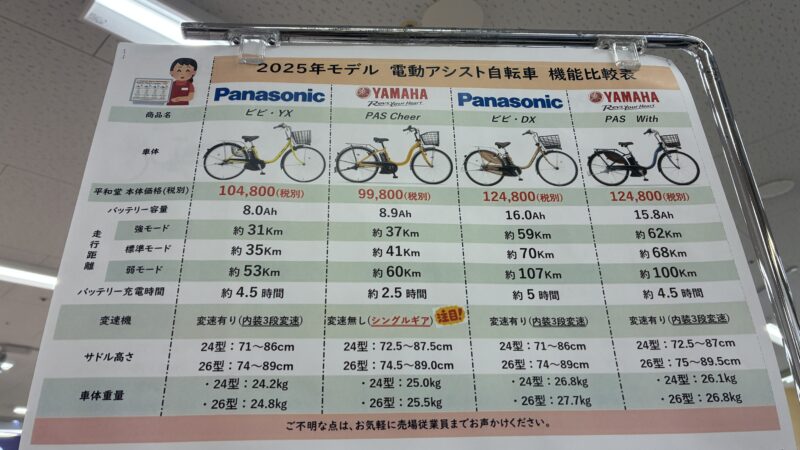 2025年モデル 電動アシスト自転車 機能比較表
商品名 Panasonic ビビ・YX YAMAHA Revs Your Heart PAS Cheer Panasonic ビビ・DX YAMAHA Revs Your Heart PAS With
車体
平和堂 本体価格(税別) 104,800(税別) 99,800(税別) 124,800(税別) 124,800(税別)
バッテリー容量 8.0Ah 8.9Ah 16.0Ah 15.8Ah
走行距離 強モード 約31Km 約37Km 約59Km 約62Km
標準モード 約35Km 約41Km 約70Km 約68Km
弱モード 約53Km 約60Km 約107Km 約100Km
バッテリー充電時間 約4.5時間 約2.5時間 約5時間 約4.5時間
変速機 変速有り(内装3段変速) 変速無し(シングルギア) 注目! 変速有り(内装3段変速) 変速有り(内装3段変速)
サドル高さ 24型：71～86cm 24型：72.5～87.5cm 24型：71～86cm 24型：72.5～87cm
26型：74～89cm 26型：74.5～89.0cm 26型：74～89cm 26型：75～89.5cm
車体重量 ・24型：24.2kg ・24型：25.0kg ・24型：26.8kg ・24型：26.1kg
・26型：24.8kg ・26型：25.5kg ・26型：27.7kg ・26型：26.8kg
ご不明な点は、お気軽に売場従業員までお声かけください。